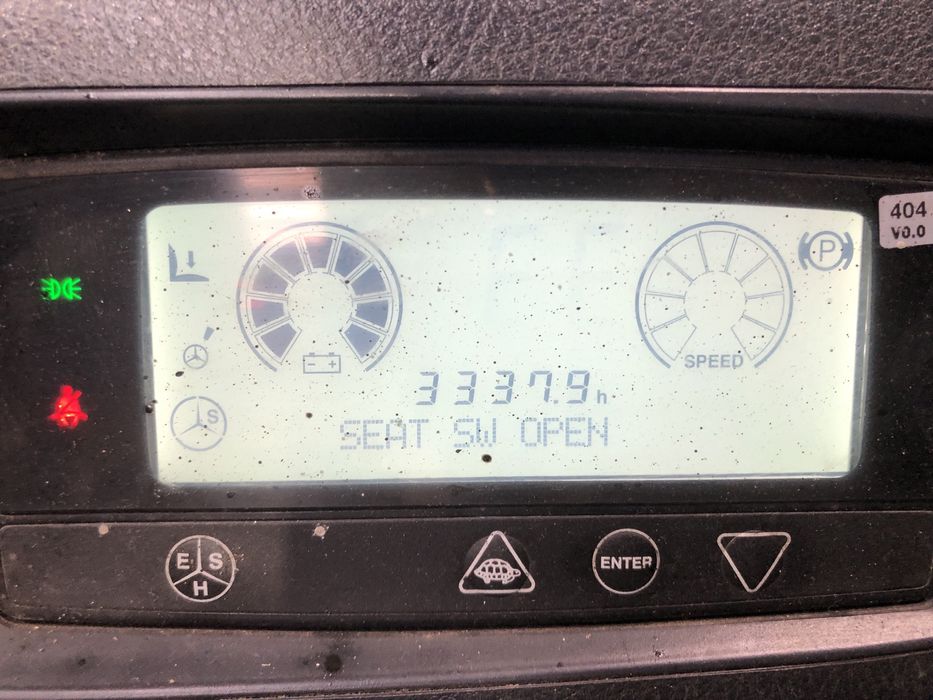 404
V0.0
P
- +
SPEED
3337.9h
S
SEAT SW OPEN
E S
H
ENTER